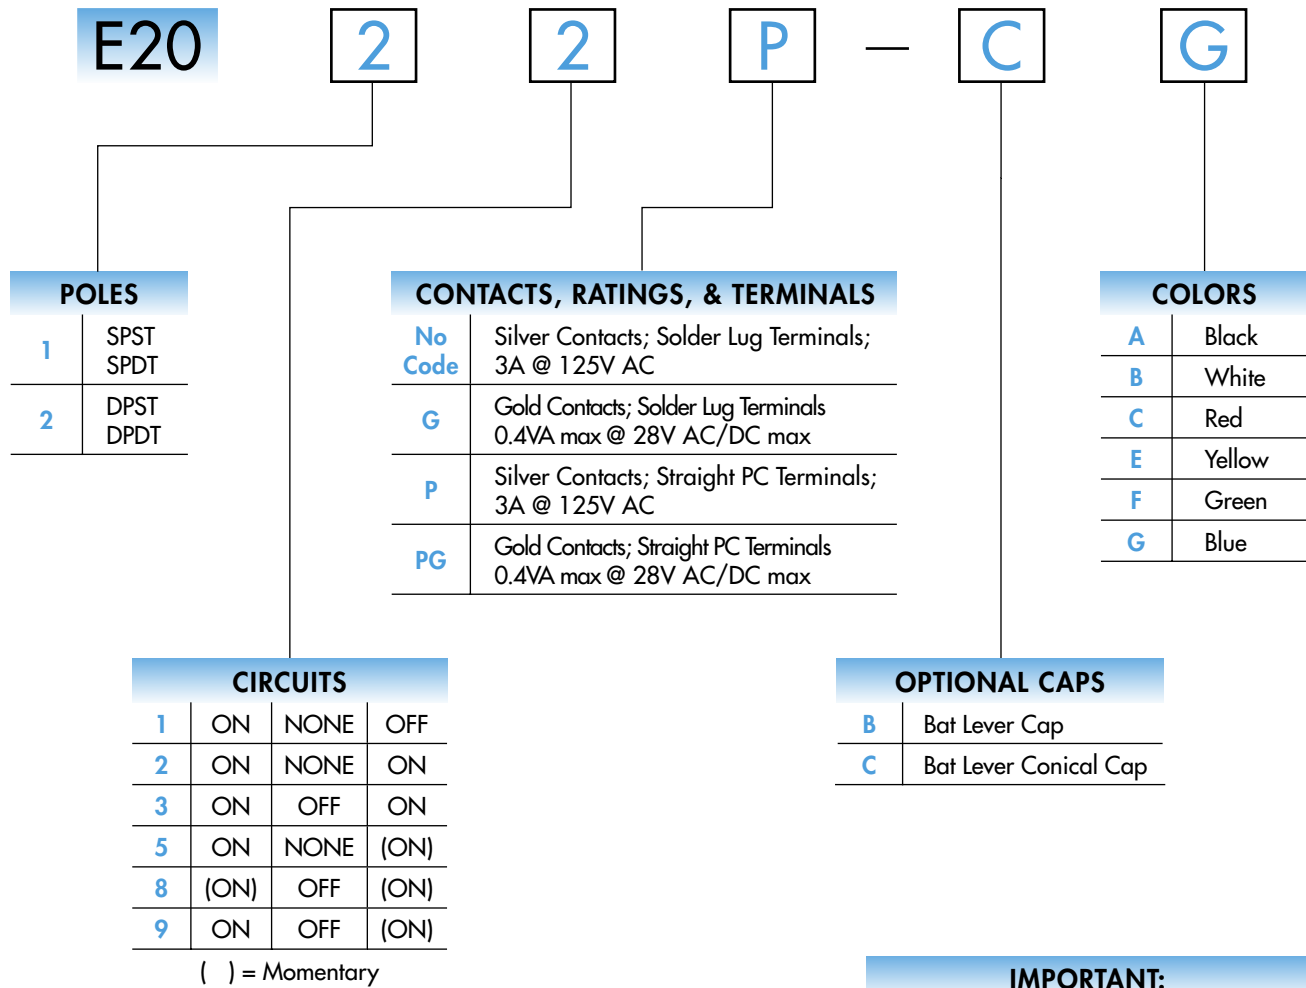 E20 2 2 P — C G
POLES
1 SPST
SPDT
2 DPST
DPDT
CONTACTS, RATINGS, & TERMINALS
No Code Silver Contacts; Solder Lug Terminals;
3A @ 125V AC
G Gold Contacts; Solder Lug Terminals
0.4VA max @ 28V AC/DC max
P Silver Contacts; Straight PC Terminals;
3A @ 125V AC
PG Gold Contacts; Straight PC Terminals
0.4VA max @ 28V AC/DC max
COLORS
A Black
B White
C Red
E Yellow
F Green
G Blue
CIRCUITS
1 ON NONE OFF
2 ON NONE ON
3 ON OFF ON
5 ON NONE (ON)
8 (ON) OFF (ON)
9 ON OFF (ON)
( ) = Momentary
OPTIONAL CAPS
B Bat Lever Cap
C Bat Lever Conical Cap
IMPORTANT: